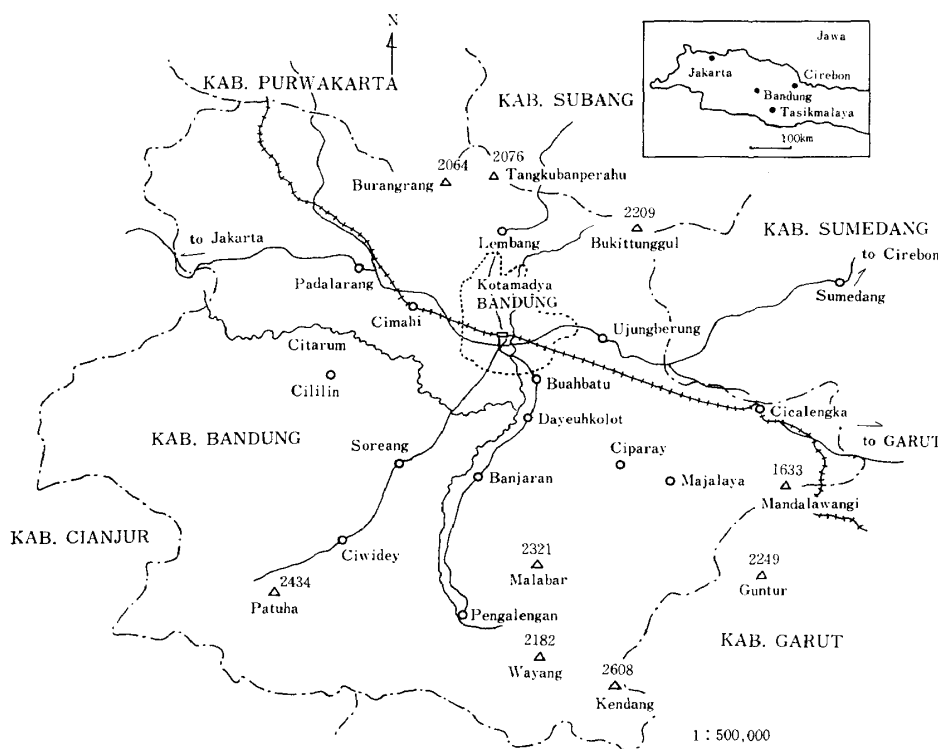 N
Jawa
Jakarta
Cirebon
Bandung
Tasikmalaya
100km
KAB. PURWAKARTA
KAB. SUBANG
2064
2076
Burangrang
Tangkubanperahu
2209
Bukittunggul
KAB. SUMEDANG
to Jakarta
Lembang
to Cirebon
Padalarang
Kotamadya
BANDUNG
Sumedang
Cimahi
Ujungberung
Citarum
Cililin
Buahbatu
Cicalengka
Dayeuhkolot
KAB. BANDUNG
to GARUT
Soreang
Ciparay
Banjaran
Majalaya
1633
Mandalawangi
KAB. CIANJUR
Ciwidey
2321
Malabar
2249
Guntur
2434
Patuha
Pengalengan
KAB. GARUT
2182
Wayang
2608
Kendang
1:500,000